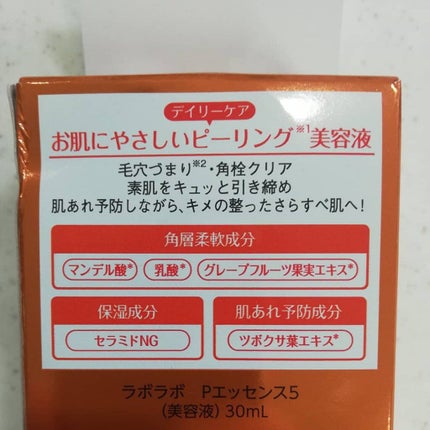 デイリーケア
お肌にやさしいピーリング※1美容液
毛穴づまり※2・角栓クリア
素肌をキュッと引き締め
肌あれ予防しながら、キメの整ったさらすべ肌へ!
角層柔軟成分
マンデル酸* 乳酸* グレープフルーツ果実エキス*
保湿成分 肌あれ予防成分
セラミドNG ツボクサ葉エキス*
ラボラボ Pエッセンス5
(美容液) 30mL